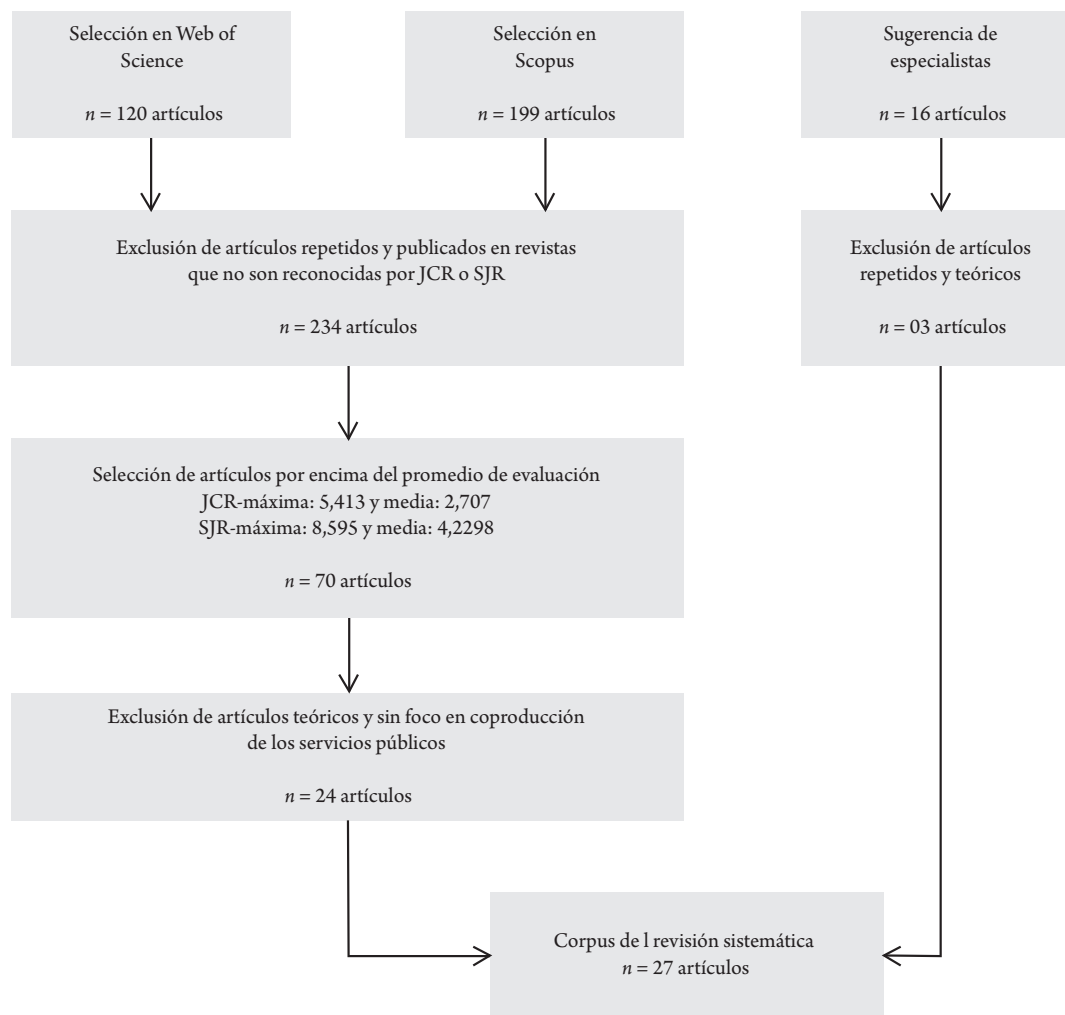 Selección en Web of
Science
n = 120 artículos
Selección en
Scopus
n = 199 artículos
Sugerencia de
especialistas
n = 16 artículos
Exclusión de artículos repetidos y publicados en revistas
que no son reconocidas por JCR o SJR
n = 234 artículos
Exclusión de artículos
repetidos y teóricos
n = 03 artículos
Selección de artículos por encima del promedio de evaluación
JCR-máxima: 5,413 y media: 2,707
SJR-máxima: 8,595 y media: 4,2298
n = 70 artículos
Exclusión de artículos teóricos y sin foco en coproducción
de los servicios públicos
n = 24 artículos
Corpus de l revisión sistemática
n = 27 artículos